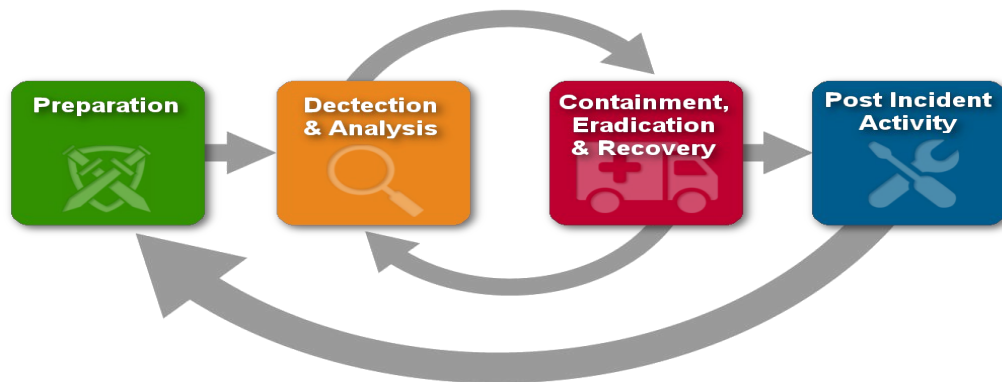 Preparation
Dectection
& Analysis
Containment,
Eradication
& Recovery
Post Incident
Activity